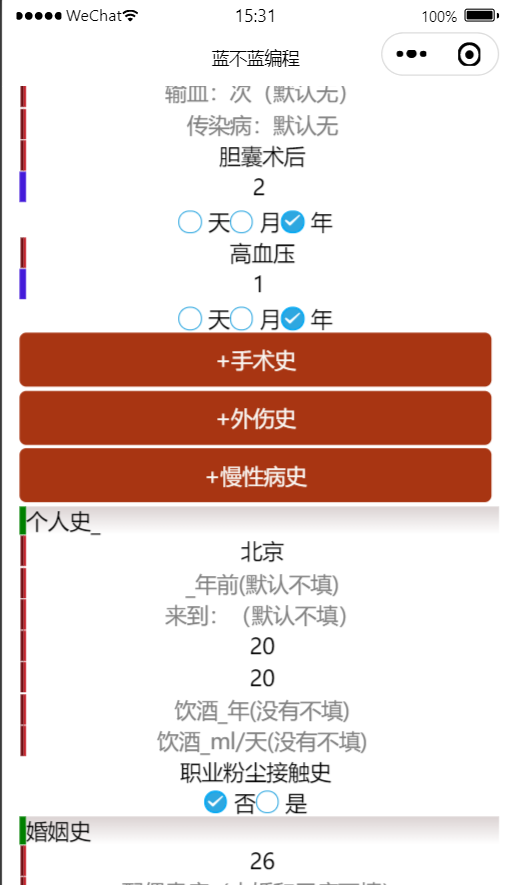 WeChat 15:31 100%
蓝不蓝编程
输血：次（默认无）
传染病：默认无
胆囊术后
2
天 月 年
高血压
1
天 月 年
+手术史
+外伤史
+慢性病史
个人史_
北京
_年前(默认不填)
来到：（默认不填）
20
20
饮酒_年(没有不填)
饮酒_ml/天(没有不填)
职业粉尘接触史
否 是
婚姻史
26